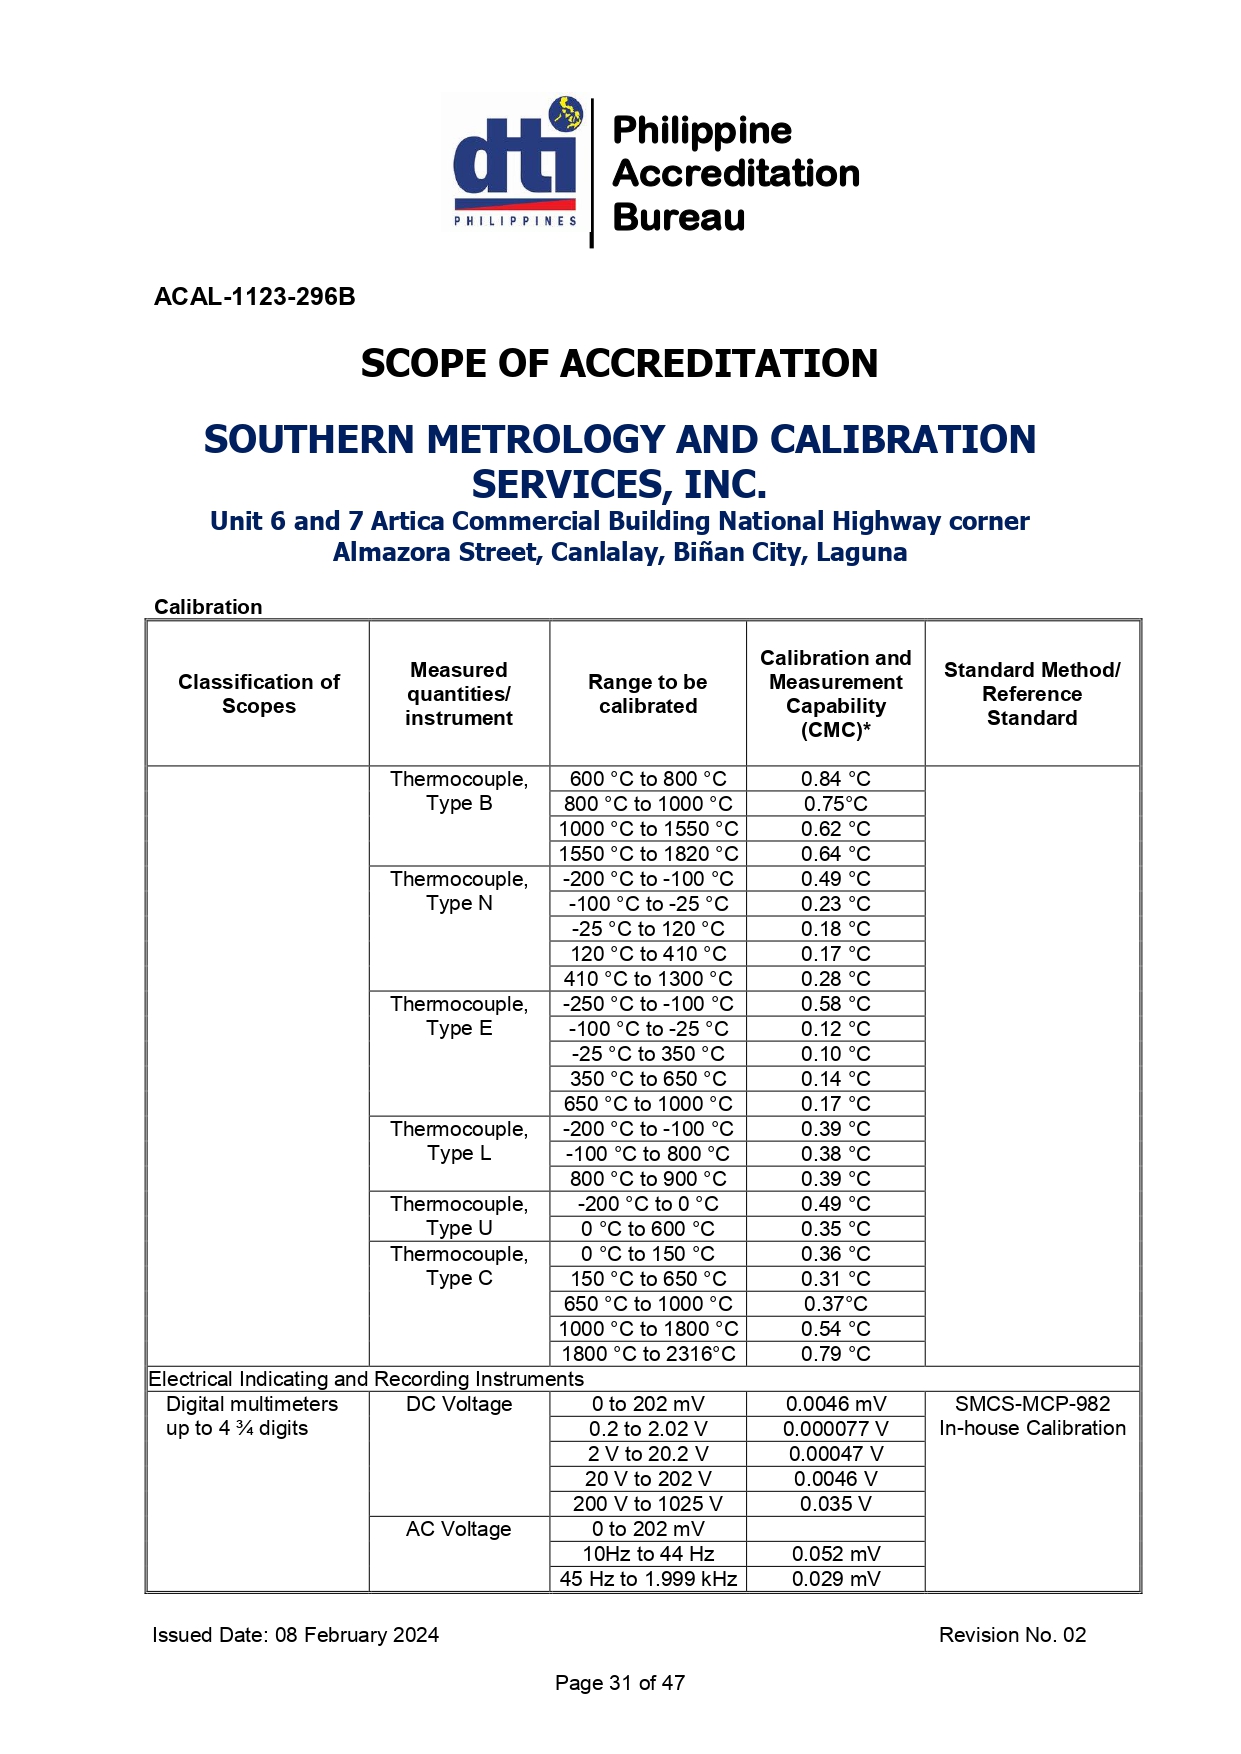 dti
PHILIPPINES
Philippine
Accreditation
Bureau
ACAL-1123-296B
SCOPE OF ACCREDITATION
SOUTHERN METROLOGY AND CALIBRATION
SERVICES, INC.
Unit 6 and 7 Artica Commercial Building National Highway corner
Almazora Street, Canlalay, Biñan City, Laguna
Calibration
Classification of Scopes | Measured quantities/ instrument | Range to be calibrated | Calibration and Measurement Capability (CMC)* | Standard Method/ Reference Standard
Thermocouple, Type B | 600 °C to 800 °C | 0.84 °C
800 °C to 1000 °C | 0.75°C
1000 °C to 1550 °C | 0.62 °C
1550 °C to 1820 °C | 0.64 °C
Thermocouple, Type N | -200 °C to -100 °C | 0.49 °C
-100 °C to -25 °C | 0.23 °C
-25 °C to 120 °C | 0.18 °C
120 °C to 410 °C | 0.17 °C
410 °C to 1300 °C | 0.28 °C
Thermocouple, Type E | -250 °C to -100 °C | 0.58 °C
-100 °C to -25 °C | 0.12 °C
-25 °C to 350 °C | 0.10 °C
350 °C to 650 °C | 0.14 °C
650 °C to 1000 °C | 0.17 °C
Thermocouple, Type L | -200 °C to -100 °C | 0.39 °C
-100 °C to 800 °C | 0.38 °C
800 °C to 900 °C | 0.39 °C
Thermocouple, Type U | -200 °C to 0 °C | 0.49 °C
0 °C to 600 °C | 0.35 °C
Thermocouple, Type C | 0 °C to 150 °C | 0.36 °C
150 °C to 650 °C | 0.31 °C
650 °C to 1000 °C | 0.37°C
1000 °C to 1800 °C | 0.54 °C
1800 °C to 2316°C | 0.79 °C
Electrical Indicating and Recording Instruments
Digital multimeters up to 4 ¾ digits | DC Voltage | 0 to 202 mV | 0.0046 mV | SMCS-MCP-982 In-house Calibration
0.2 to 2.02 V | 0.000077 V
2 V to 20.2 V | 0.00047 V
20 V to 202 V | 0.0046 V
200 V to 1025 V | 0.035 V
AC Voltage | 0 to 202 mV
10Hz to 44 Hz | 0.052 mV
45 Hz to 1.999 kHz | 0.029 mV
Issued Date: 08 February 2024
Revision No. 02
Page 31 of 47